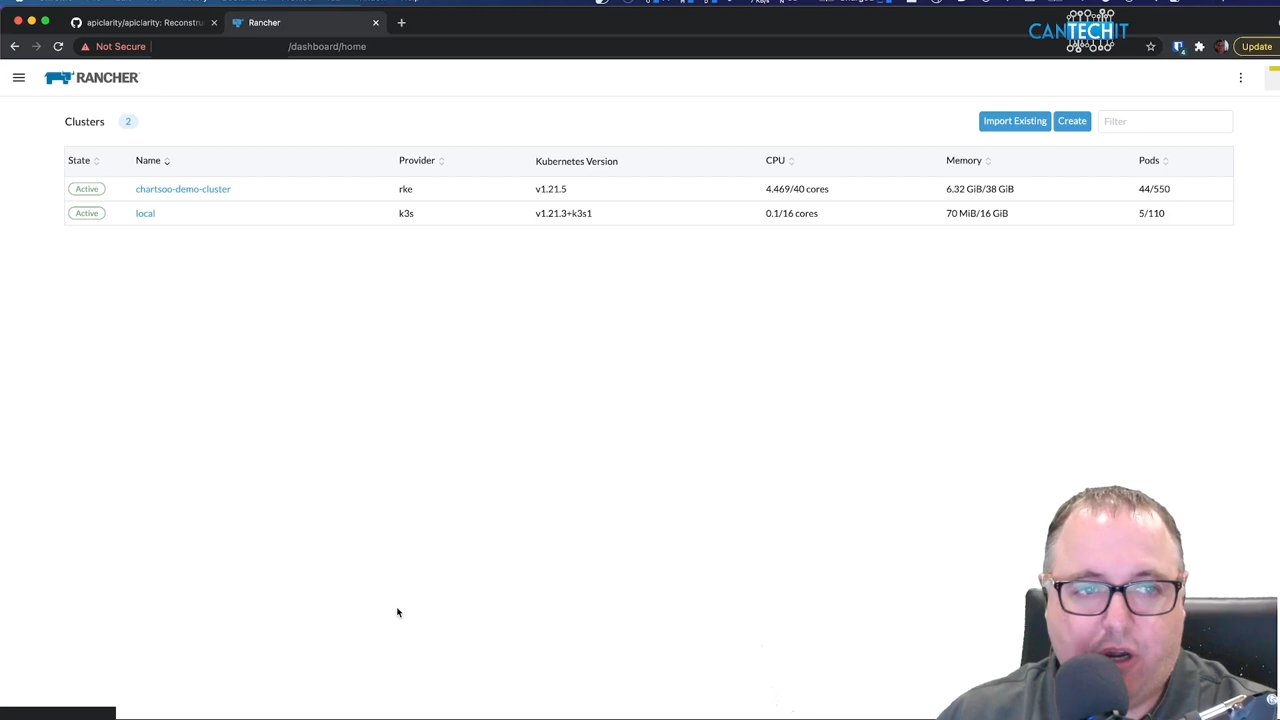 apiclarity/apiclarity: Reconstru
Rancher
CANTECHIT
Not Secure
/dashboard/home
Update
RANCHER
Clusters 2
Import Existing
Create
Filter
State Name Provider Kubernetes Version CPU Memory Pods
Active chartsoo-demo-cluster rke v1.21.5 4.469/40 cores 6.32 GiB/38 GiB 44/550
Active local k3s v1.21.3+k3s1 0.1/16 cores 70 MiB/16 GiB 5/110